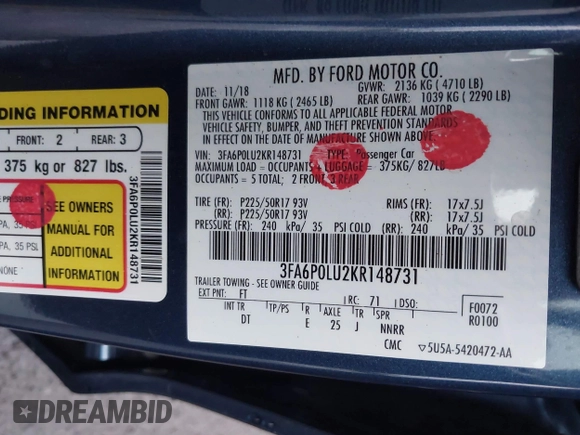 DING INFORMATION
FRONT: 2 REAR: 3
375 kg or 827 lbs.
PRESSURE
PA, 35
PA, 35 PSI
NONE
SEE OWNERS
MANUAL FOR
ADDITIONAL
INFORMATION
3FA6P0LU2KR148731
MFD. BY FORD MOTOR CO.
DATE: 11/18 GVWR: 2136 KG ( 4710 LB)
FRONT GAWR: 1118 KG ( 2465 LB) REAR GAWR: 1039 KG ( 2290 LB)
THIS VEHICLE CONFORMS TO ALL APPLICABLE FEDERAL MOTOR
VEHICLE SAFETY, BUMPER, AND THEFT PREVENTION STANDARDS
IN EFFECT ON THE DATE OF MANUFACTURE SHOWN ABOVE.
VIN: 3FA6P0LU2KR148731 TYPE: Passenger Car
MAXIMUM LOAD = OCCUPANTS + LUGGAGE = 375KG/ 827LB
OCCUPANTS = 5 TOTAL: 2 FRONT 3 REAR
TIRE (FR): P225/50R17 93V RIMS (FR): 17x7.5J
(RR): P225/50R17 93V (RR): 17x7.5J
PRESSURE (FR): 240 kPa/ 35 PSI COLD (RR): 240 kPa/ 35 PSI COLD
3FA6P0LU2KR148731
TRAILER TOWING - SEE OWNER GUIDE
EXT PNT: FT RC: 71 DSO: F0072
INT TR TP/PS R AXLE TR SPR R0100
DT E 25 J NNRR
CMC ▽5U5A-5420472-AA
DREAMBID